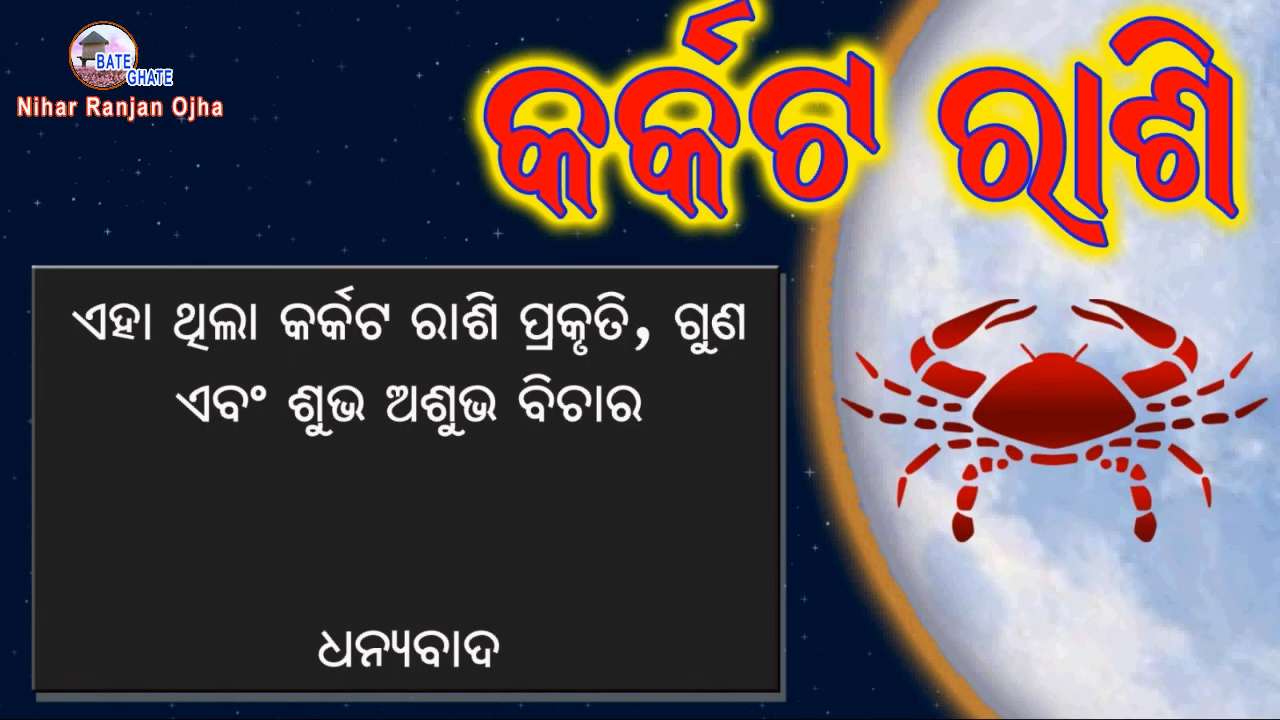 BATE
GHATE
Nihar Ranjan Ojha
କର୍କଟ ରାଶି
ଏହା ଥିଲା କର୍କଟ ରାଶି ପ୍ରକୃତି, ଗୁଣ
ଏବଂ ଶୁଭ ଅଶୁଭ ବିଚାର
ଧନ୍ୟବାଦ